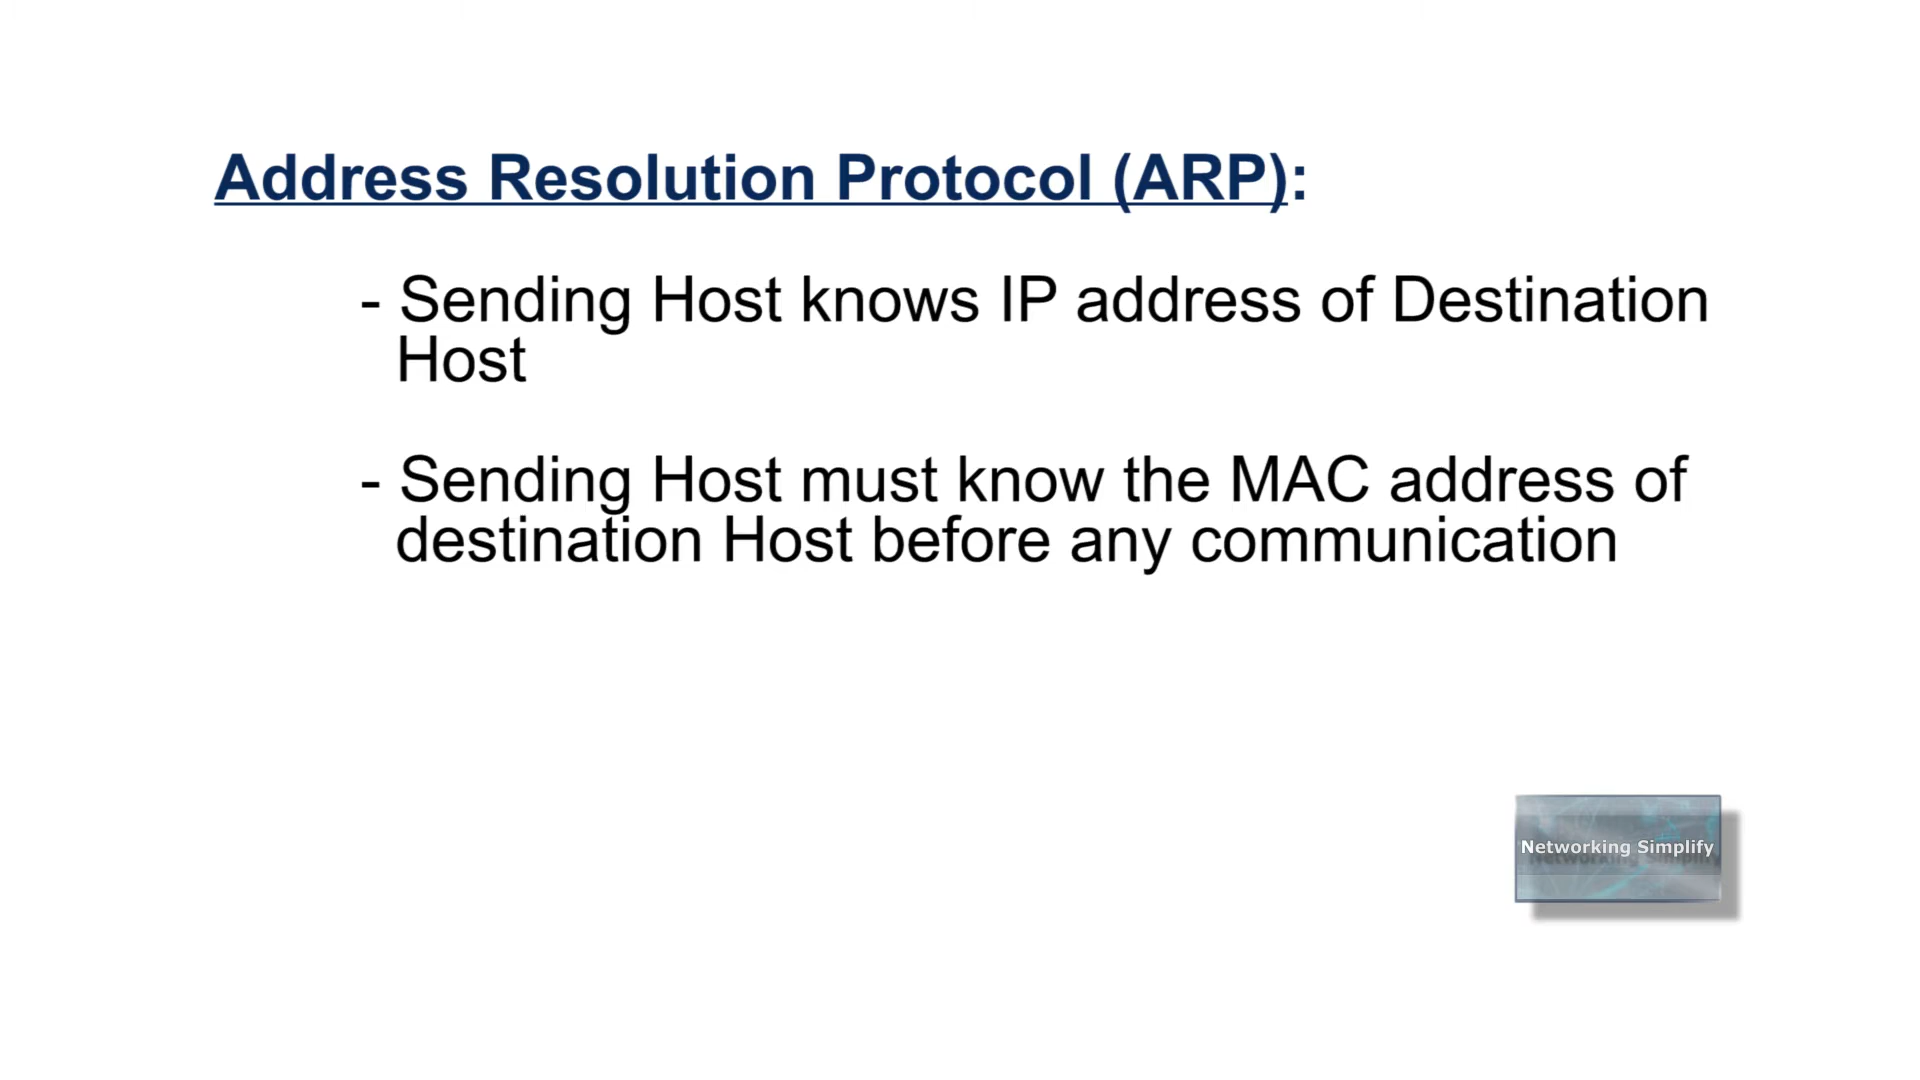 Address Resolution Protocol (ARP):
- Sending Host knows IP address of Destination
Host
- Sending Host must know the MAC address of
destination Host before any communication
Networking Simplify